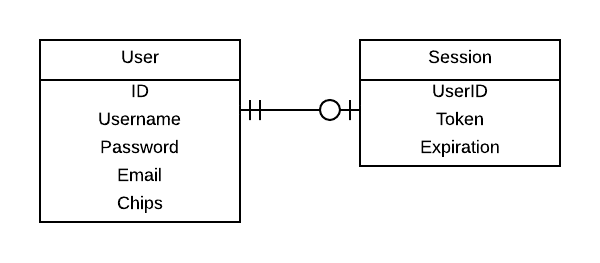 User
ID
Username
Password
Email
Chips
Session
UserID
Token
Expiration